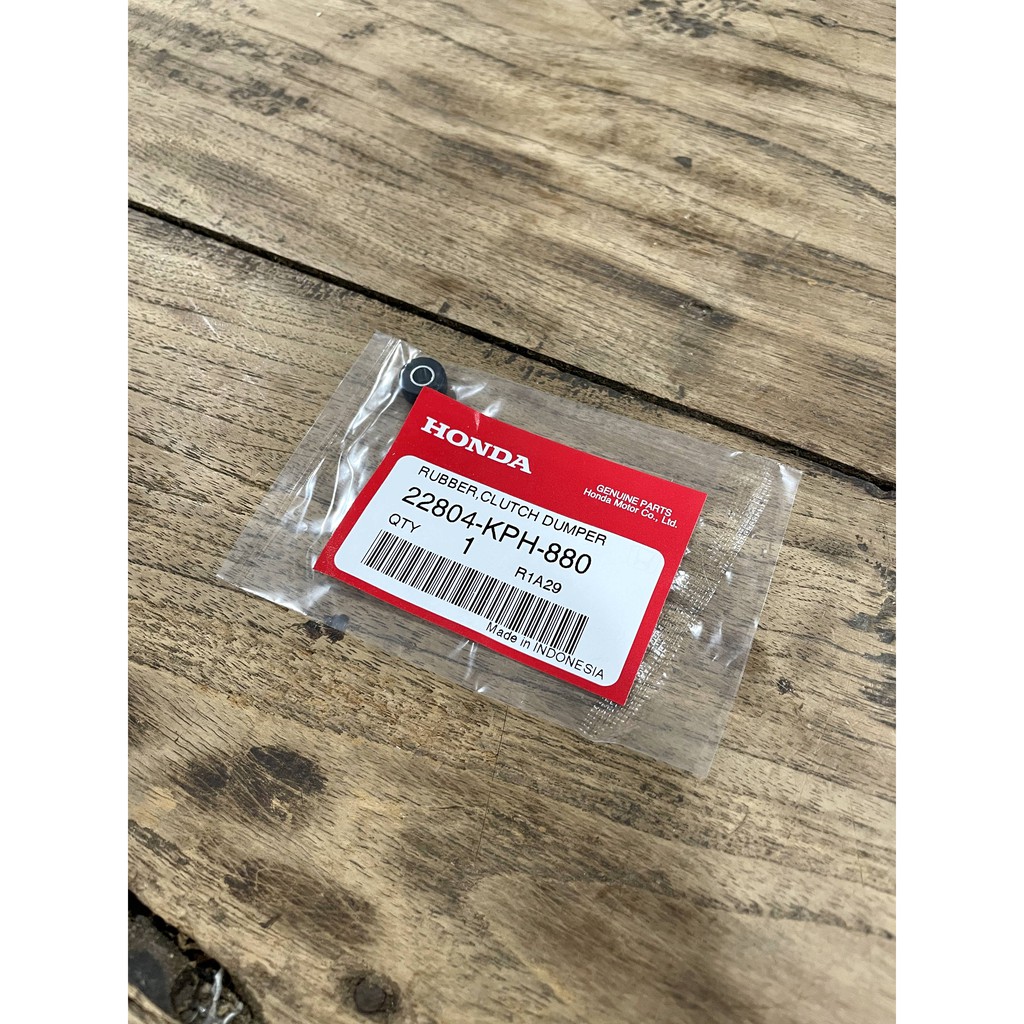 HONDA
GENUINE PARTS
Honda Motor Co., Ltd.
RUBBER,CLUTCH DUMPER
22804-KPH-880
QTY 1
R1A29
Made in INDONESIA